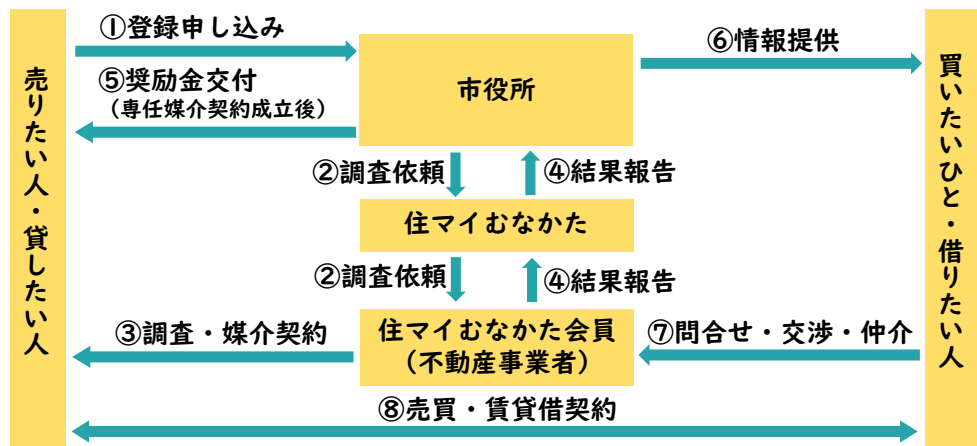 売りたい人・貸したい人
①登録申し込み
⑤奨励金交付
（専任媒介契約成立後）
市役所
⑥情報提供
買いたいひと・借りたい人
②調査依頼
④結果報告
住マイむなかた
②調査依頼
④結果報告
③調査・媒介契約
住マイむなかた会員
（不動産事業者）
⑦問合せ・交渉・仲介
⑧売買・賃貸借契約